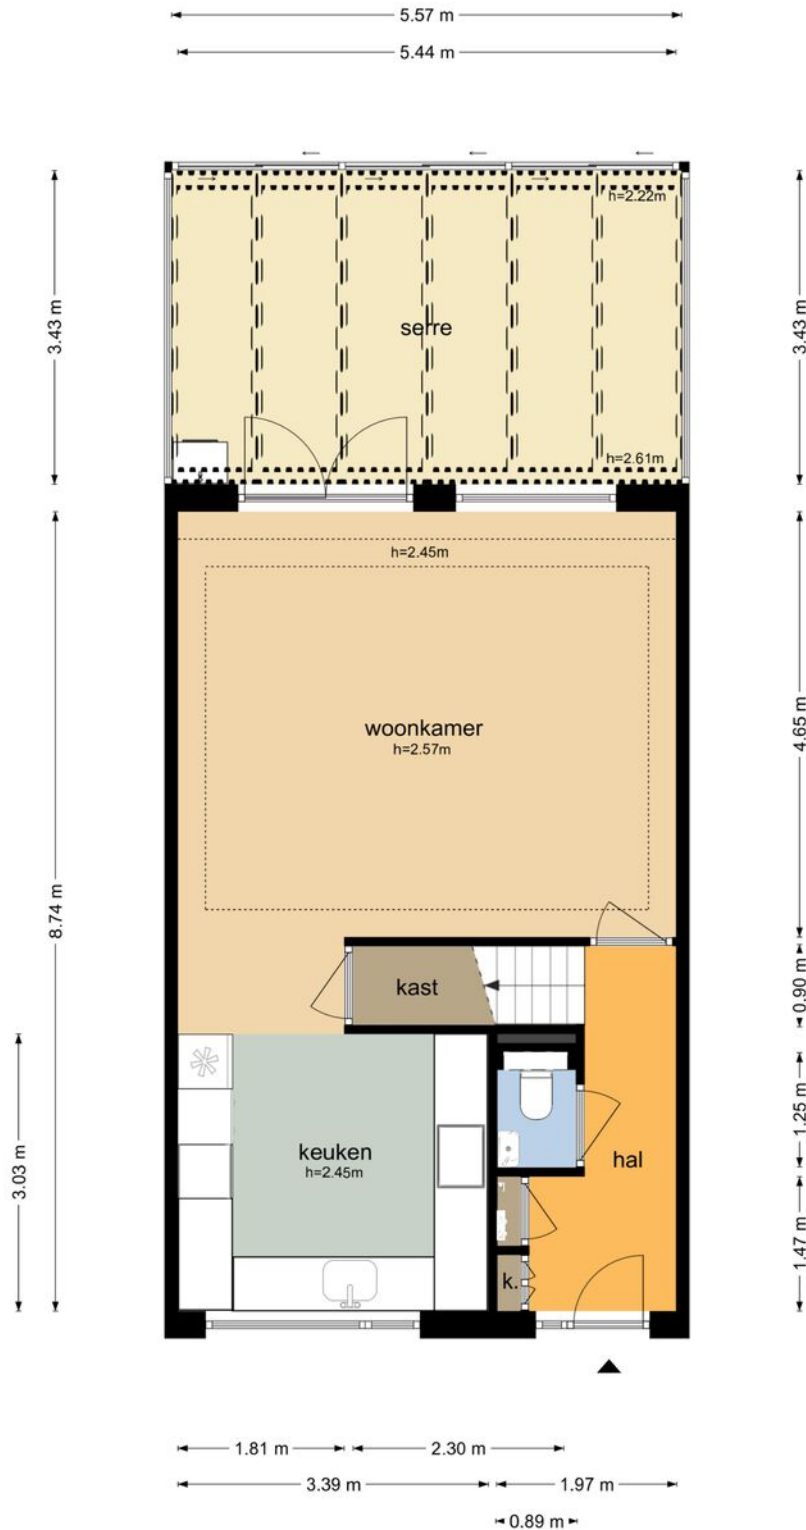 5.57 m
5.44 m
h=2.22m
3.43 m
serre
3.43 m
h=2.61m
h=2.45m
woonkamer
h=2.57m
4.65 m
8.74 m
kast
0.90 m
1.25 m
keuken
h=2.45m
hal
3.03 m
1.47 m
k.
1.81 m
2.30 m
3.39 m
1.97 m
0.89 m